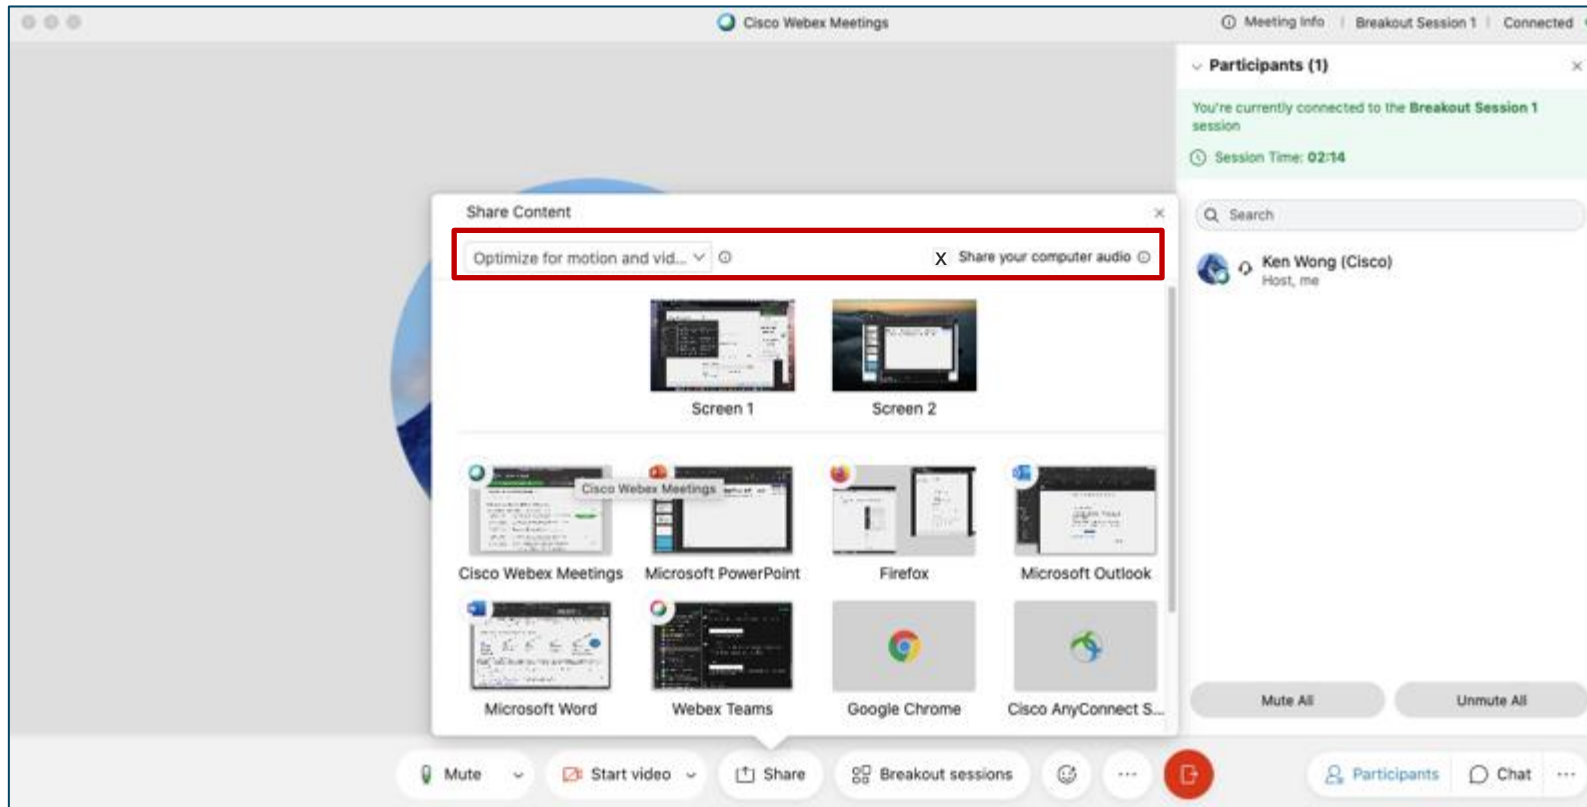 Cisco Webex Meetings
Meeting Info | Breakout Session 1 | Connected
Participants (1)
You're currently connected to the Breakout Session 1
session
Session Time: 02:14
Search
Ken Wong (Cisco)
Host, me
Share Content
Optimize for motion and vid...
X Share your computer audio
Screen 1 Screen 2
Cisco Webex Meetings
Cisco Webex Meetings Microsoft PowerPoint Firefox Microsoft Outlook
Microsoft Word Webex Teams Google Chrome Cisco AnyConnect S...
Mute All Unmute All
Mute Start video Share Breakout sessions Participants Chat